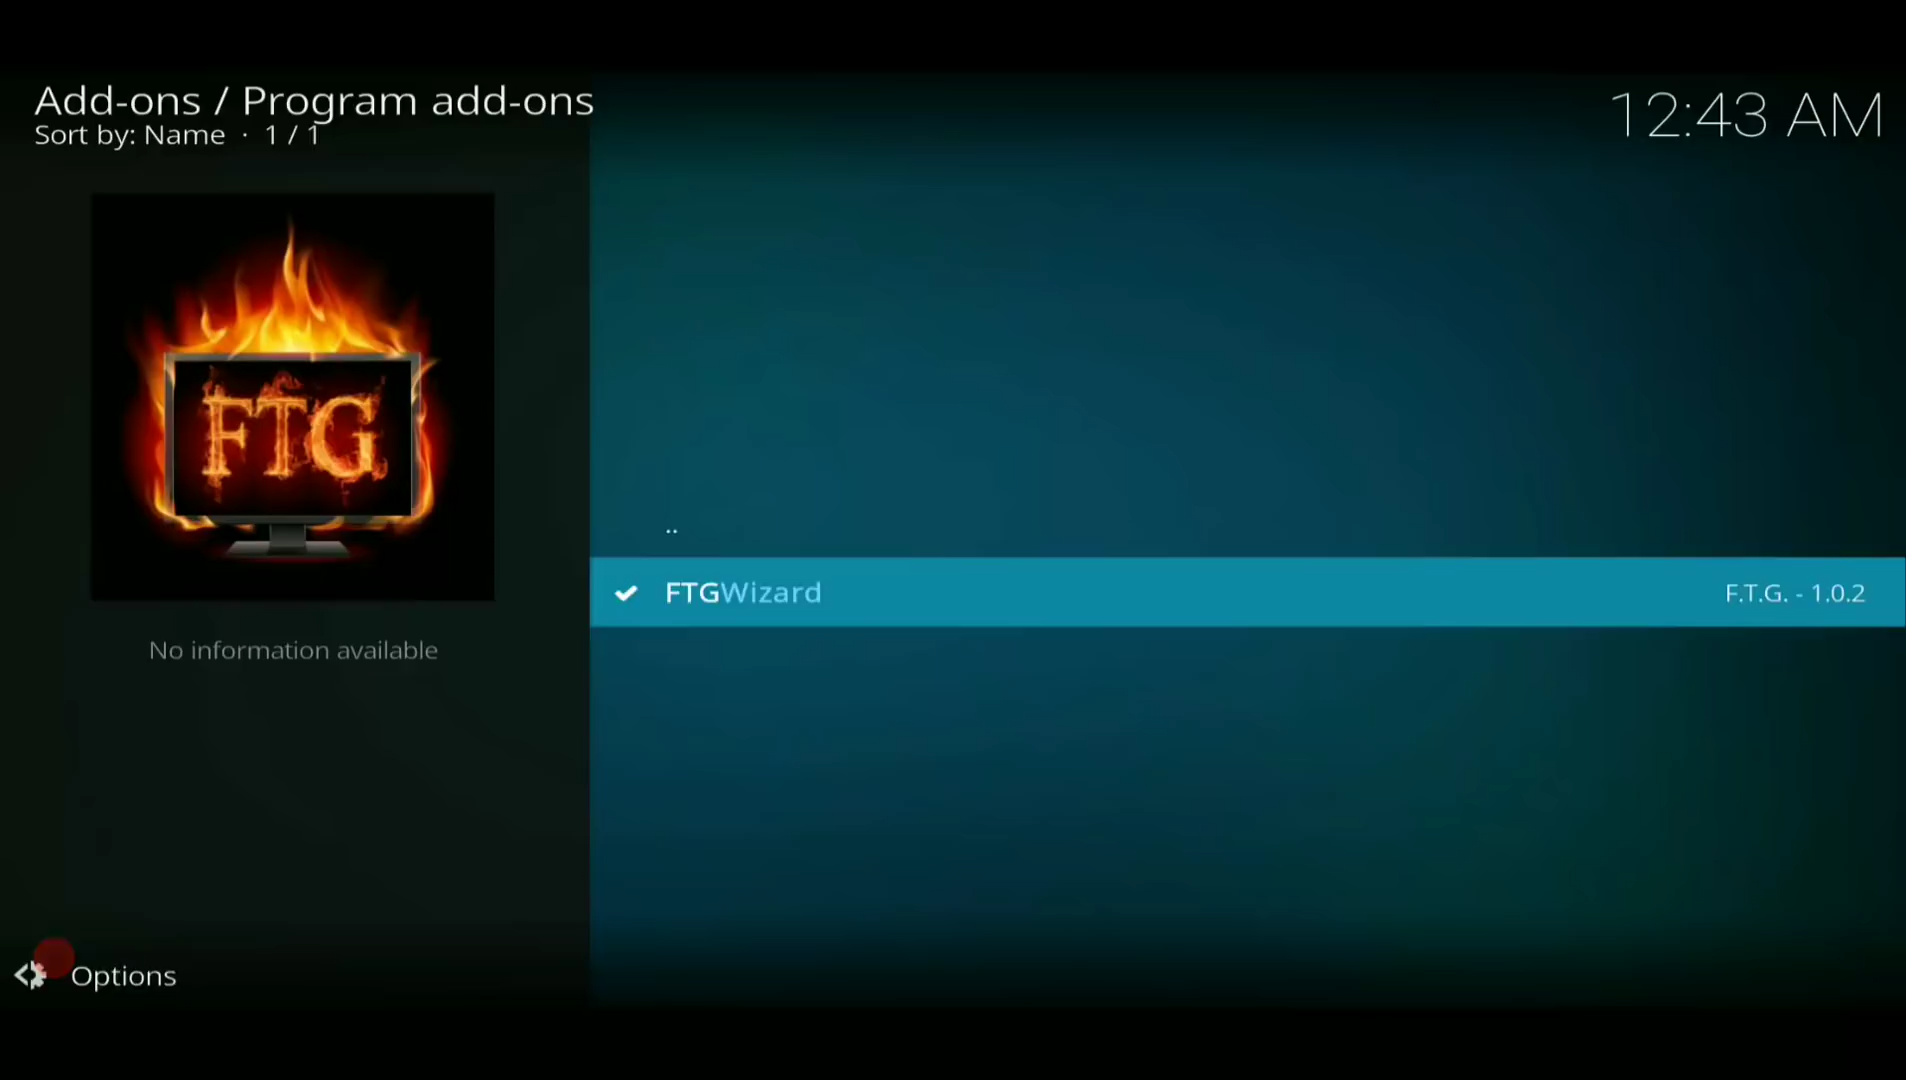 Add-ons / Program add-ons
Sort by: Name · 1 / 1
12:43 AM
FTG
No information available
..
FTGWizard F.T.G. - 1.0.2
Options